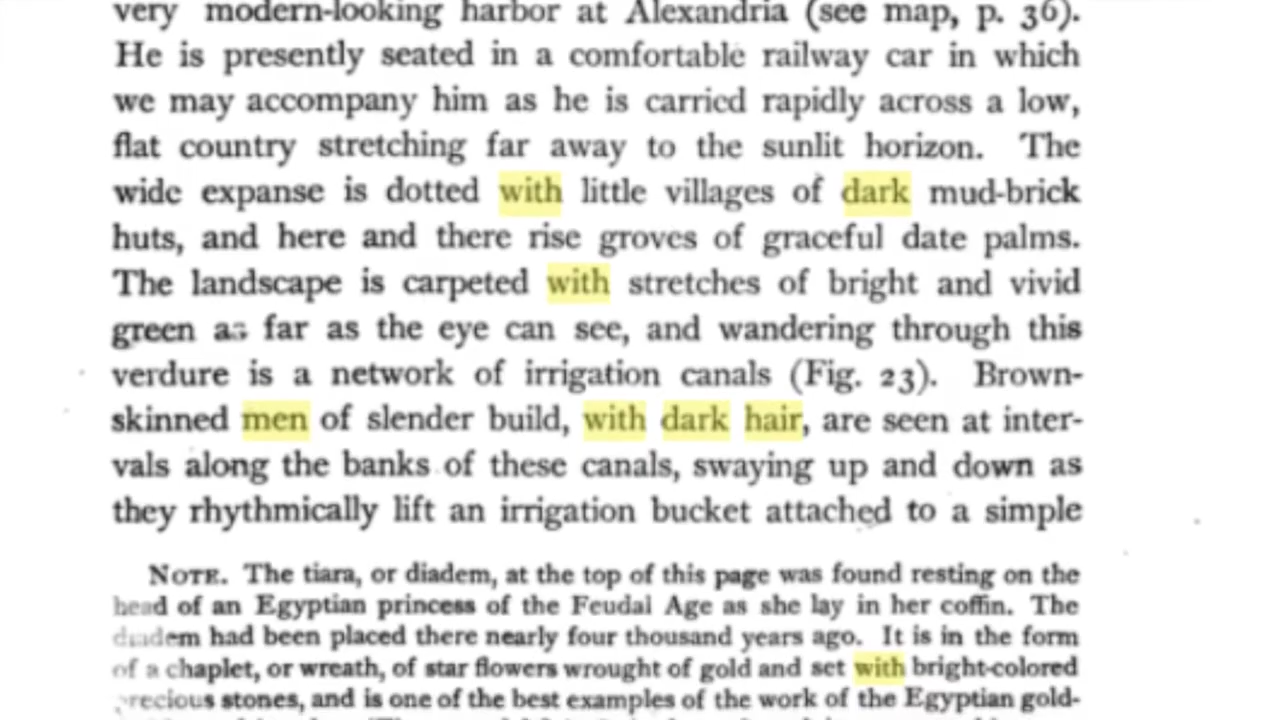 very modern-looking harbor at Alexandria (see map, p. 36).
He is presently seated in a comfortable railway car in which
we may accompany him as he is carried rapidly across a low,
flat country stretching far away to the sunlit horizon. The
wide expanse is dotted with little villages of dark mud-brick
huts, and here and there rise groves of graceful date palms.
The landscape is carpeted with stretches of bright and vivid
green as far as the eye can see, and wandering through this
verdure is a network of irrigation canals (Fig. 23). Brown-
skinned men of slender build, with dark hair, are seen at inter-
vals along the banks of these canals, swaying up and down as
they rhythmically lift an irrigation bucket attached to a simple
NOTE. The tiara, or diadem, at the top of this page was found resting on the
head of an Egyptian princess of the Feudal Age as she lay in her coffin. The
diadem had been placed there nearly four thousand years ago. It is in the form
of a chaplet, or wreath, of star flowers wrought of gold and set with bright-colored
precious stones, and is one of the best examples of the work of the Egyptian gold-